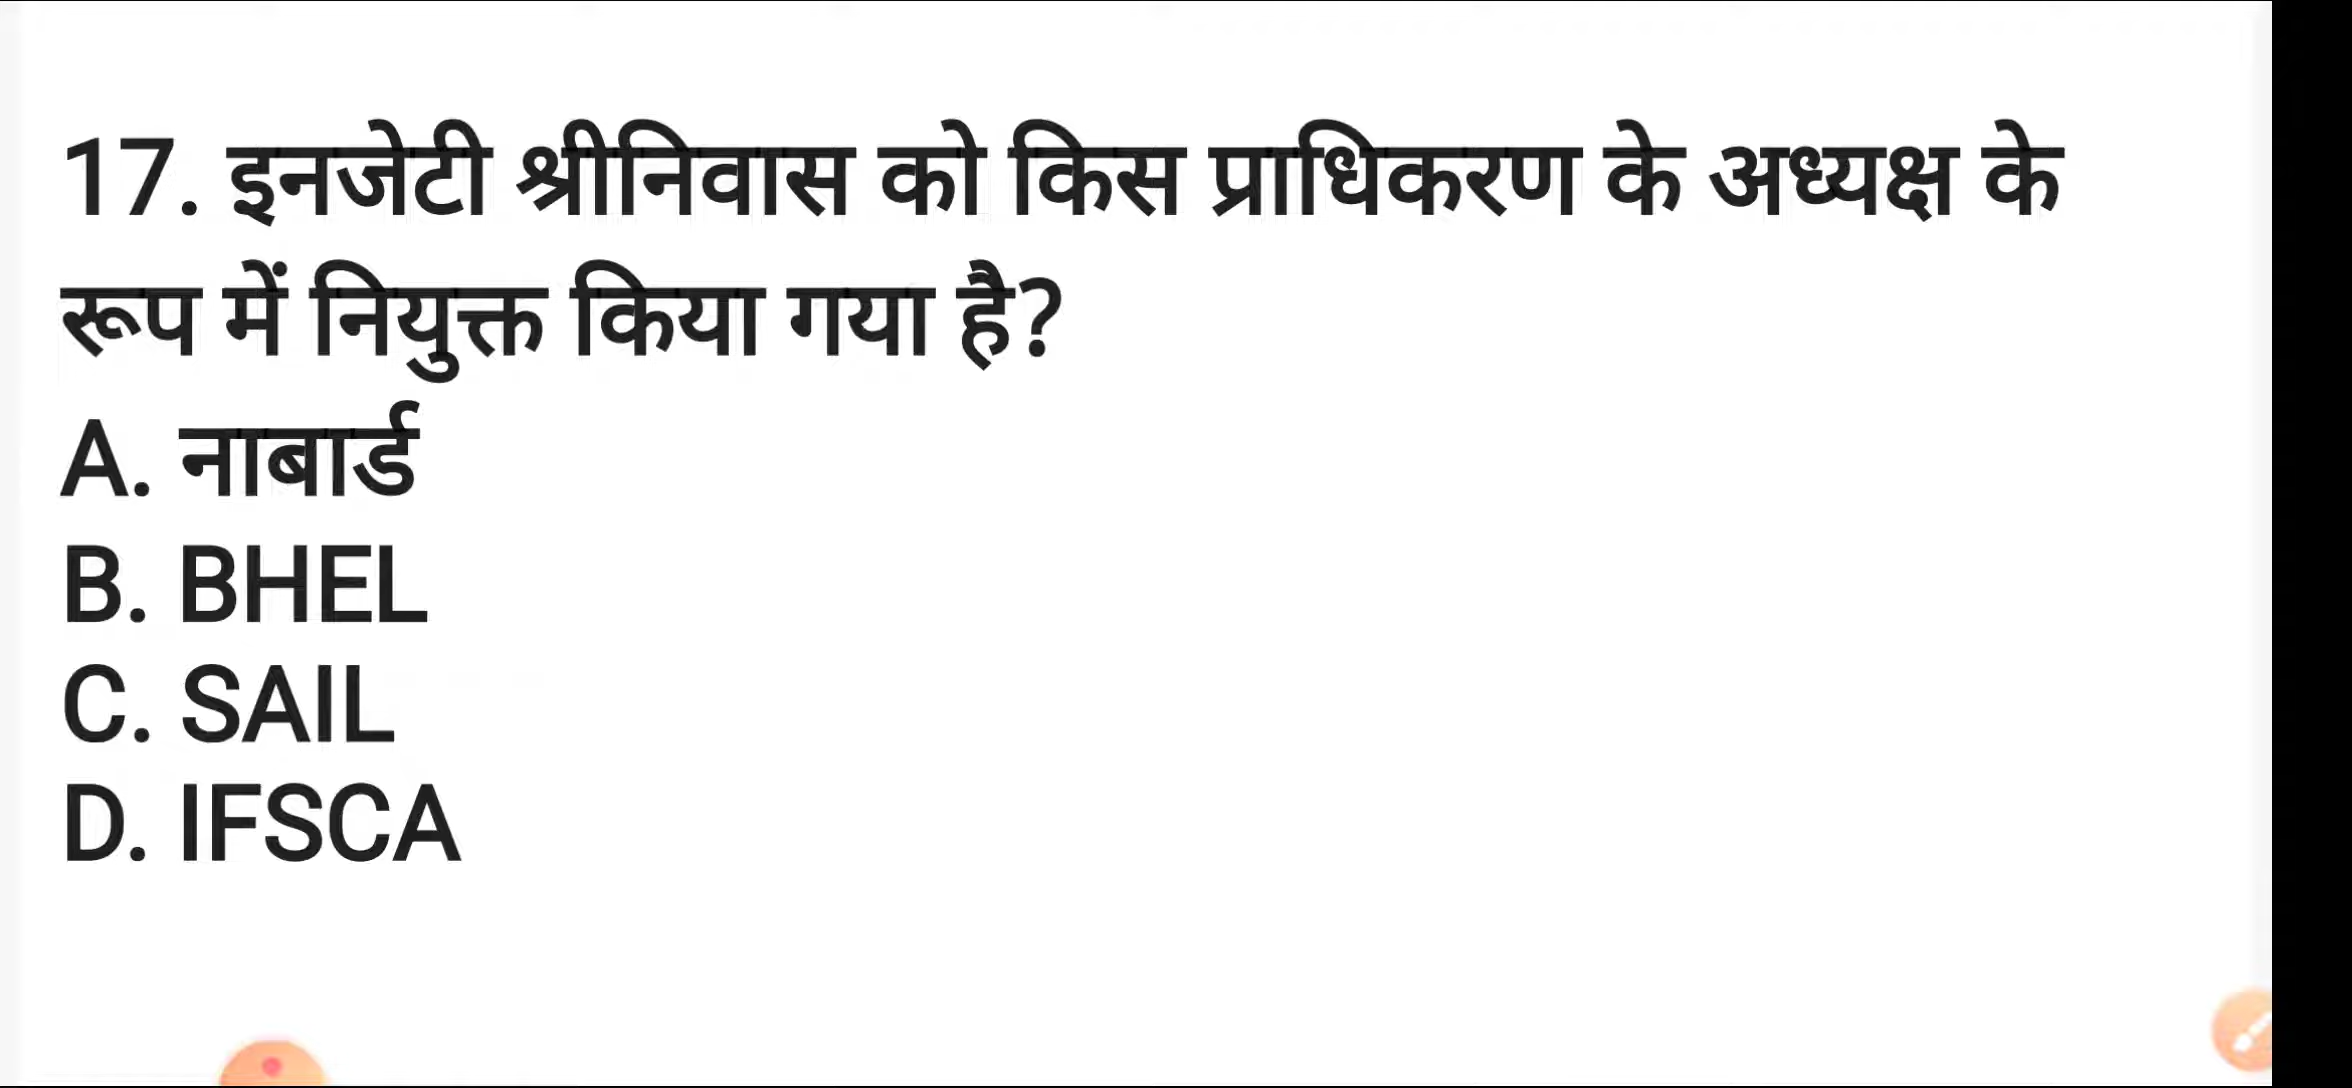 17. इनजेटी श्रीनिवास को किस प्राधिकरण के अध्यक्ष के
रूप में नियुक्त किया गया है?
A. नाबार्ड
B. BHEL
C. SAIL
D. IFSCA